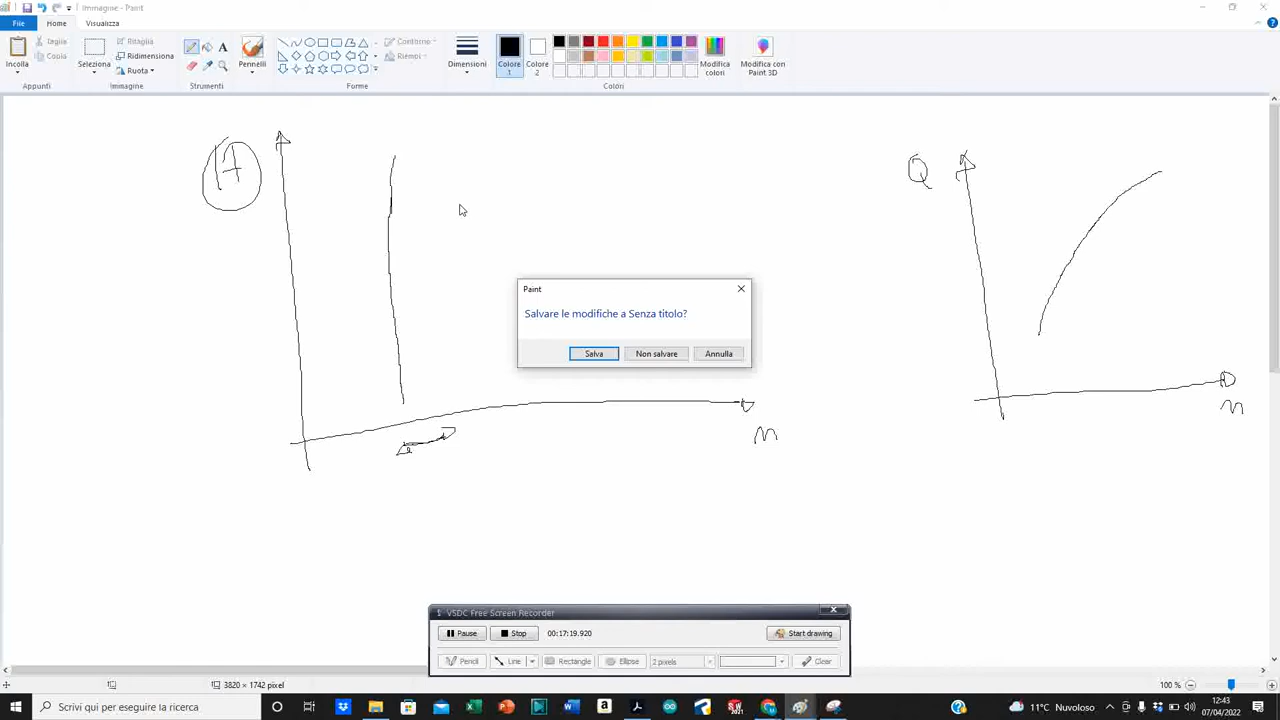 Immagine - Paint
File Home Visualizza
Incolla
Taglia
Copia
Appunti
Seleziona
Ritaglia
Ridimensiona
Ruota
Immagine
A
Strumenti
Pennelli
Contorno
Riempi
Forme
Dimensioni
Colore 1
Colore 2
Modifica colori
Modifica con Paint 3D
Colori
H
Q
Paint
Salvare le modifiche a Senza titolo?
Salva Non salvare Annulla
n
n
VSDC Free Screen Recorder
Pause Stop 00:17:19.920 Start drawing
Pencil Line Rectangle Ellipse 2 pixels Clear
3820 × 1742 pixel
100 %
Scrivi qui per eseguire la ricerca
11°C Nuvoloso
12:43
07/04/2022